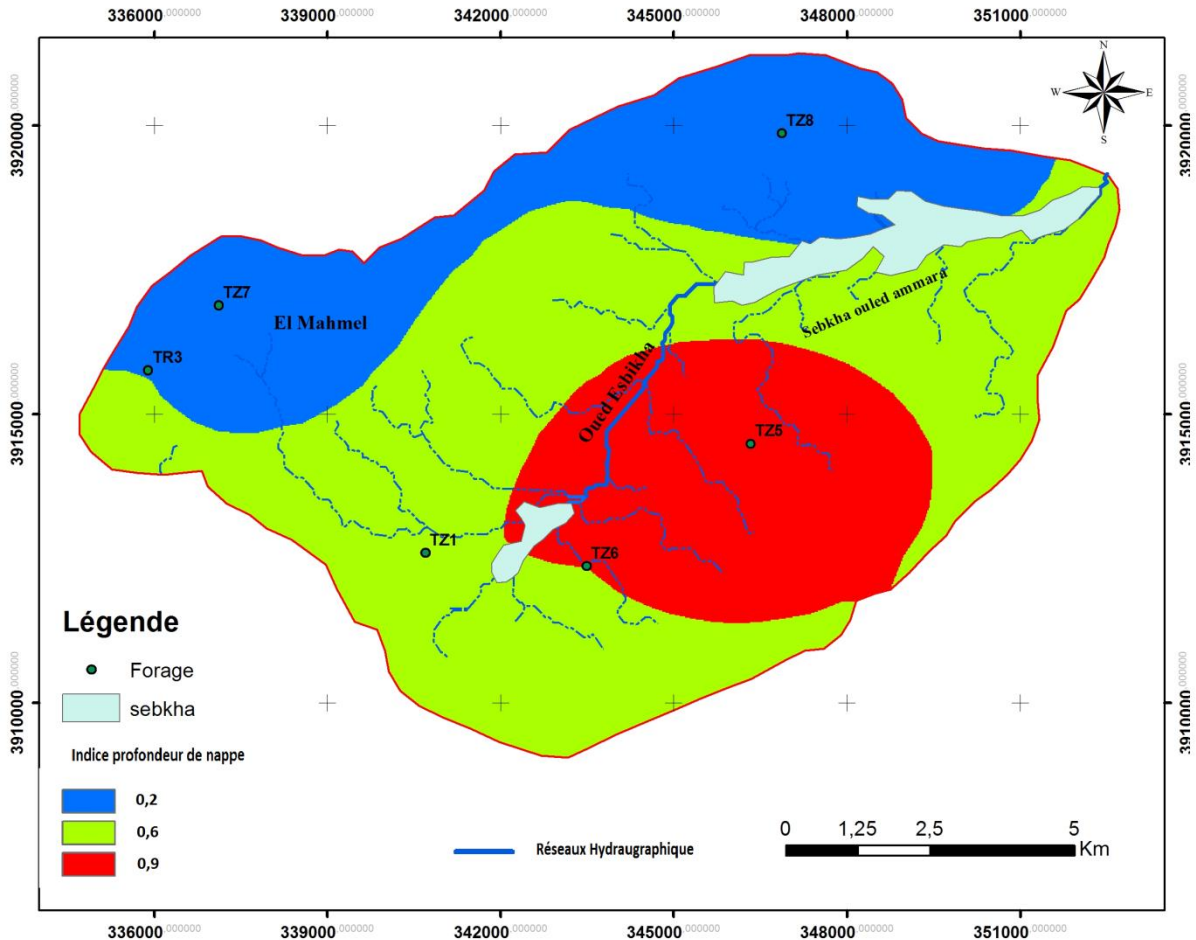 336000,000000 339000,000000 342000,000000 345000,000000 348000,000000 351000,000000
N
W E
S
3920000,000000 3920000,000000
TZ8
TZ7
El Mahmel
TR3
Sebkha ouled ammara
Oued Esbikha
3915000,000000 3915000,000000
TZ5
TZ1
TZ6
3910000,000000 3910000,000000
Légende
Forage
sebkha
Indice profondeur de nappe
0,2
0,6
0,9
Réseaux Hydraugraphique
0 1,25 2,5 5
Km
336000,000000 339000,000000 342000,000000 345000,000000 348000,000000 351000,000000